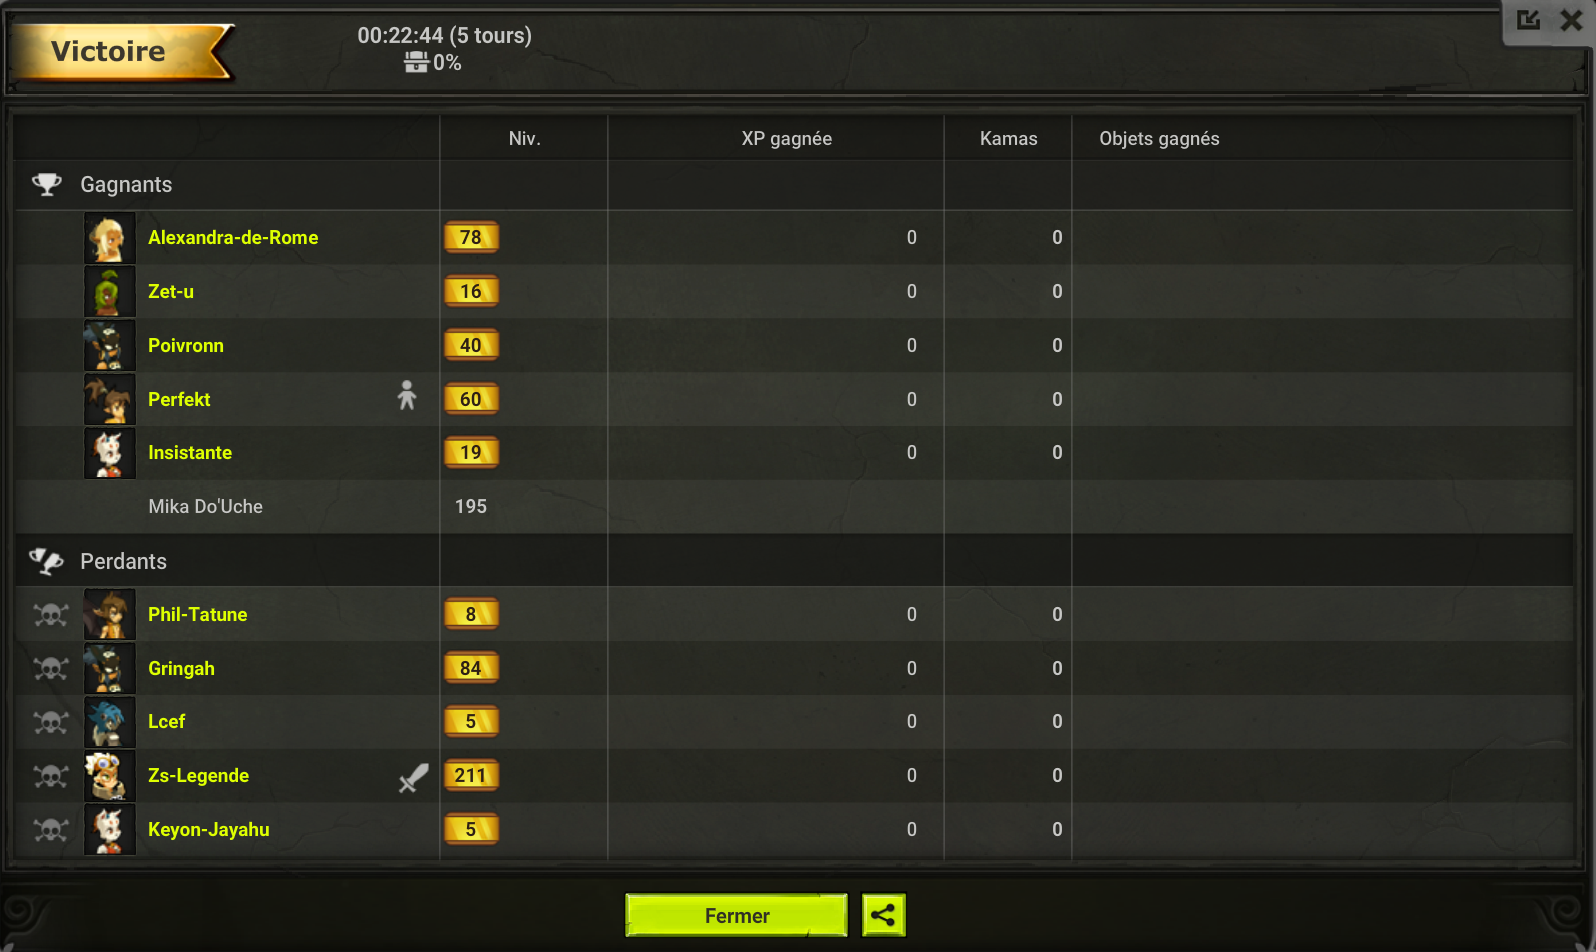 Victoire
00:22:44 (5 tours)
0%
Niv. XP gagnée Kamas Objets gagnés
Gagnants
Alexandra-de-Rome 78 0 0
Zet-u 16 0 0
Poivronn 40 0 0
Perfekt 60 0 0
Insistante 19 0 0
Mika Do'Uche 195
Perdants
Phil-Tatune 8 0 0
Gringah 84 0 0
Lcef 5 0 0
Zs-Legende 211 0 0
Keyon-Jayahu 5 0 0
Fermer